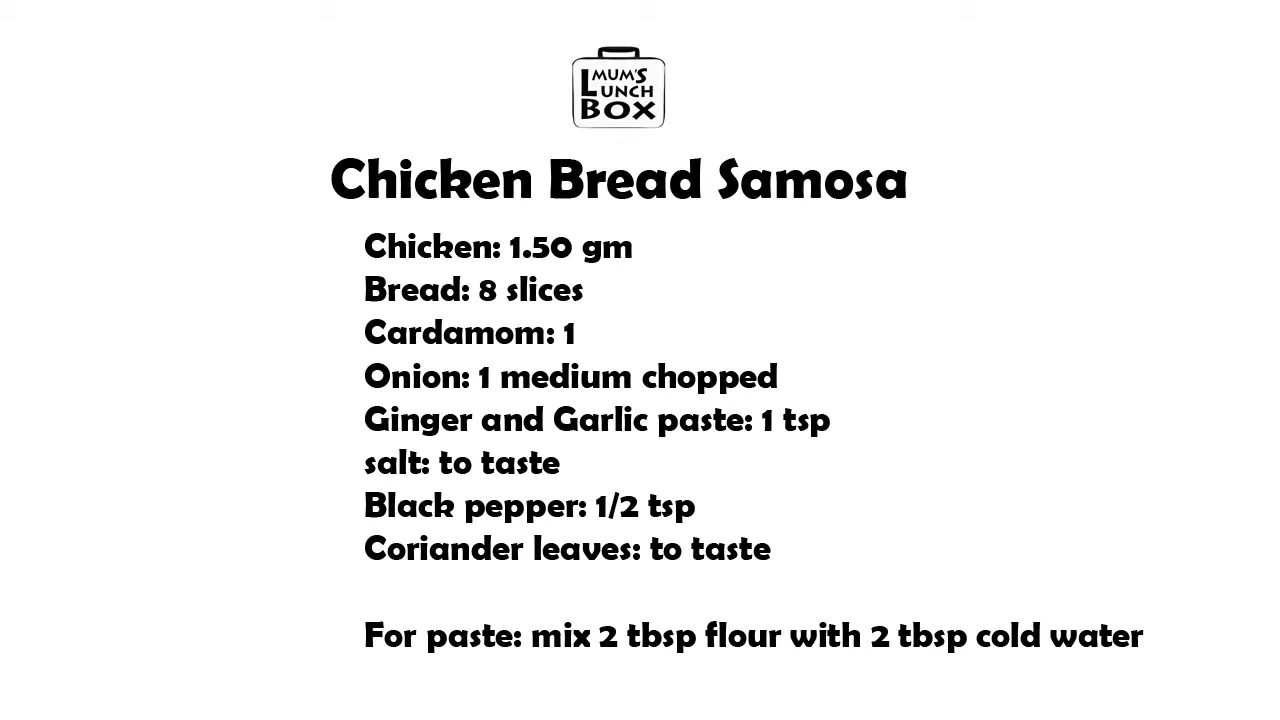 MUM'S
LUNCH
BOX
Chicken Bread Samosa
Chicken: 1.50 gm
Bread: 8 slices
Cardamom: 1
Onion: 1 medium chopped
Ginger and Garlic paste: 1 tsp
salt: to taste
Black pepper: 1/2 tsp
Coriander leaves: to taste
For paste: mix 2 tbsp flour with 2 tbsp cold water